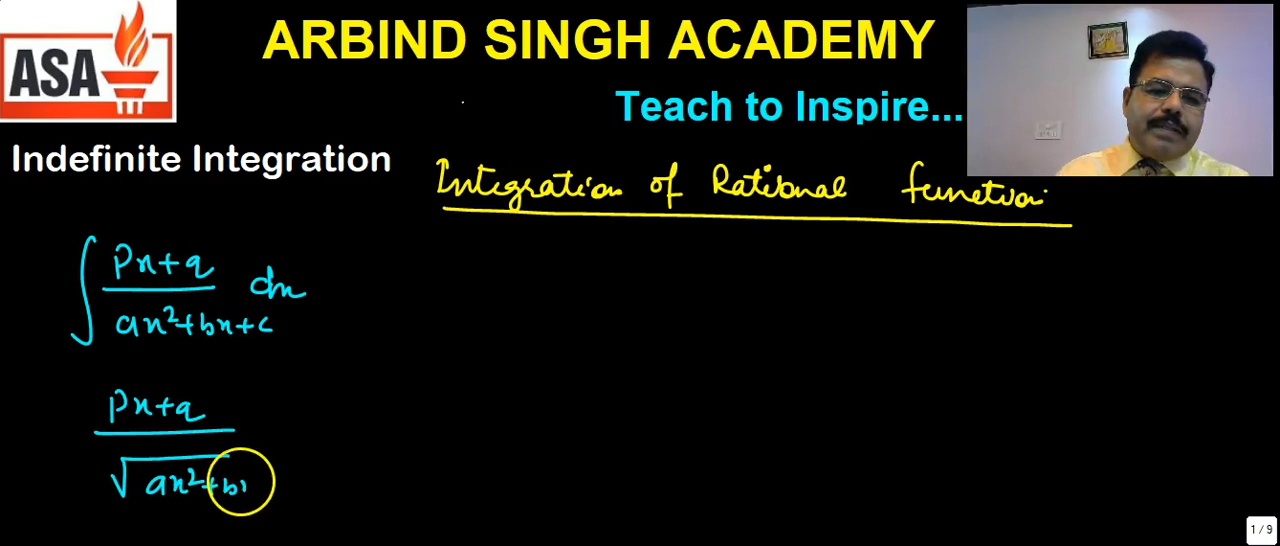 ASA
ARBIND SINGH ACADEMY
Teach to Inspire...
Indefinite Integration
Integration of Rational function
∫ (px+q)/(ax²+bx+c) dx
px+q
√ax²+bx
1/9